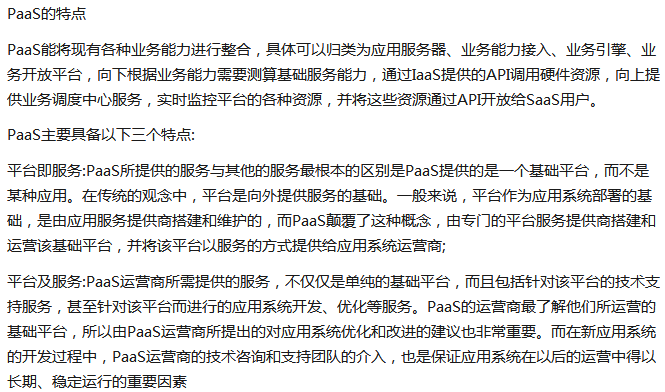 PaaS的特点
PaaS能将现有各种业务能力进行整合，具体可以归类为应用服务器、业务能力接入、业务引擎、业
务开放平台，向下根据业务能力需要测算基础服务能力，通过IaaS提供的API调用硬件资源，向上提
供业务调度中心服务，实时监控平台的各种资源，并将这些资源通过API开放给SaaS用户。
PaaS主要具备以下三个特点:
平台即服务:PaaS所提供的服务与其他的服务最根本的区别是PaaS提供的是一个基础平台，而不是
某种应用。在传统的观念中，平台是向外提供服务的基础。一般来说，平台作为应用系统部署的基
础，是由应用服务提供商搭建和维护的，而PaaS颠覆了这种概念，由专门的平台服务提供商搭建和
运营该基础平台，并将该平台以服务的方式提供给应用系统运营商;
平台及服务:PaaS运营商所需提供的服务，不仅仅是单纯的基础平台，而且包括针对该平台的技术支
持服务，甚至针对该平台而进行的应用系统开发、优化等服务。PaaS的运营商最了解他们所运营的
基础平台，所以由PaaS运营商所提出的对应用系统优化和改进的建议也非常重要。而在新应用系统
的开发过程中，PaaS运营商的技术咨询和支持团队的介入，也是保证应用系统在以后的运营中得以
长期、稳定运行的重要因素